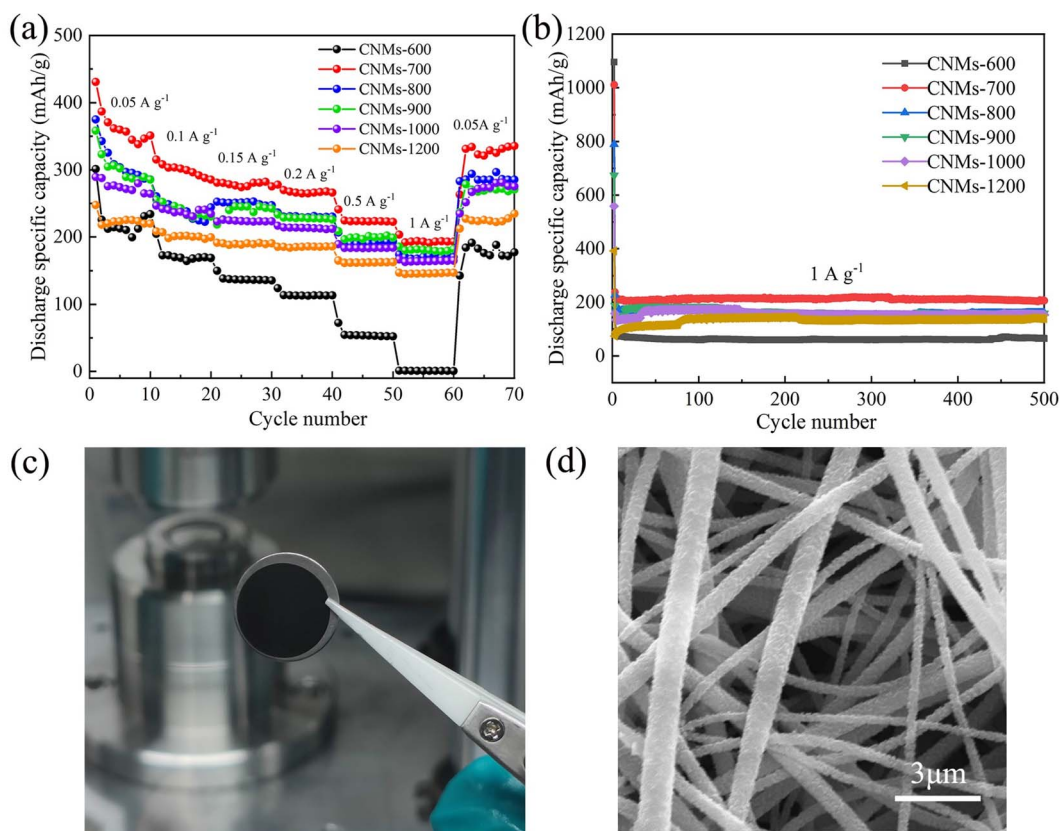 (a)
Discharge specific capacity (mAh/g)
500
400
300
200
100
0
0 10 20 30 40 50 60 70
Cycle number
CNMs-600
CNMs-700
CNMs-800
CNMs-900
CNMs-1000
CNMs-1200
0.05 A g⁻¹
0.1 A g⁻¹
0.15 A g⁻¹
0.2 A g⁻¹
0.5 A g⁻¹
1 A g⁻¹
0.05A g⁻¹
(b)
Discharge specific capacity (mAh/g)
1200
1000
800
600
400
200
0
-200
0 100 200 300 400 500
Cycle number
CNMs-600
CNMs-700
CNMs-800
CNMs-900
CNMs-1000
CNMs-1200
1 A g⁻¹
(c)
(d)
3μm